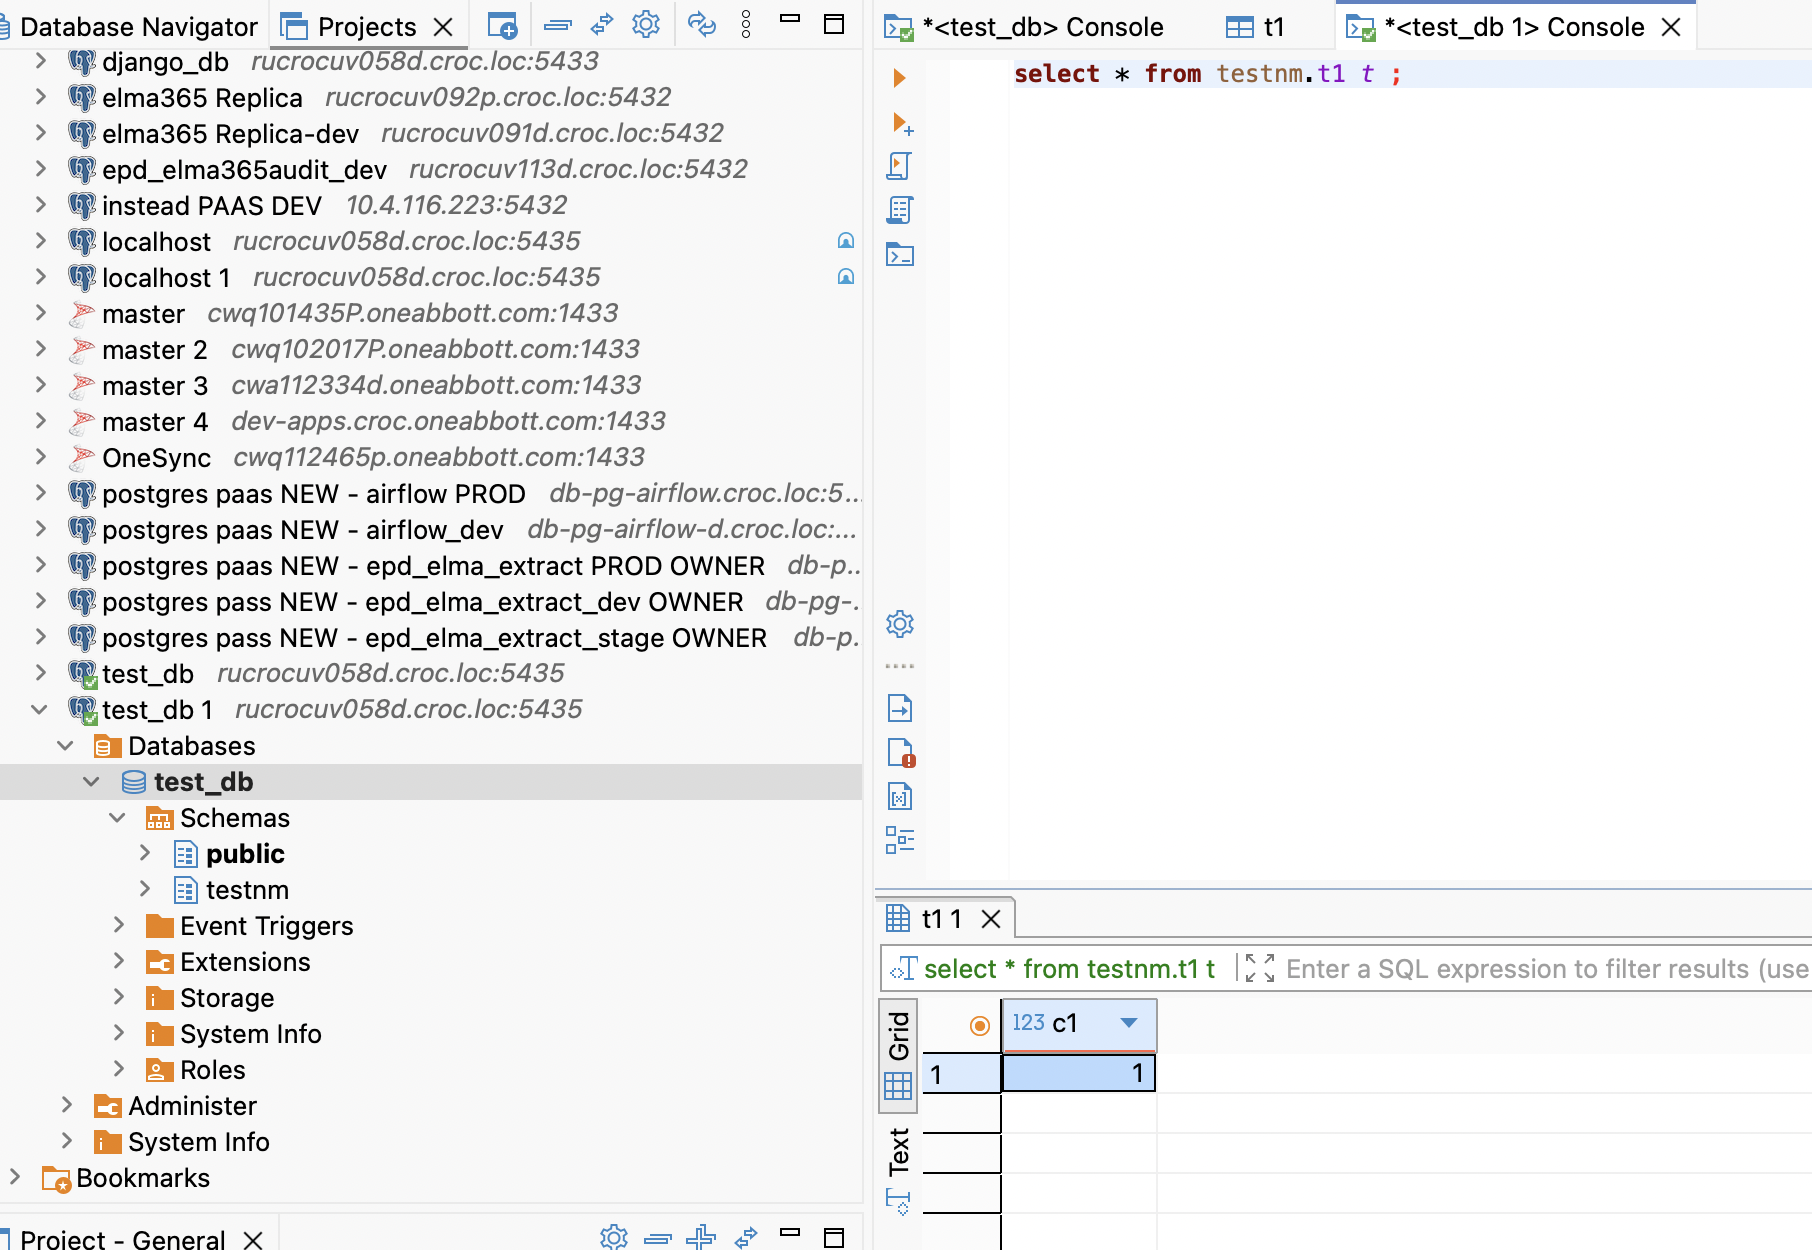 Database Navigator
Projects
django_db rucrocuv058d.croc.loc:5433
elma365 Replica rucrocuv092p.croc.loc:5432
elma365 Replica-dev rucrocuv091d.croc.loc:5432
epd_elma365audit_dev rucrocuv113d.croc.loc:5432
instead PAAS DEV 10.4.116.223:5432
localhost rucrocuv058d.croc.loc:5435
localhost 1 rucrocuv058d.croc.loc:5435
master cwq101435P.oneabbott.com:1433
master 2 cwq102017P.oneabbott.com:1433
master 3 cwa112334d.oneabbott.com:1433
master 4 dev-apps.croc.oneabbott.com:1433
OneSync cwq112465p.oneabbott.com:1433
postgres paas NEW - airflow PROD db-pg-airflow.croc.loc:5...
postgres paas NEW - airflow_dev db-pg-airflow-d.croc.loc:...
postgres paas NEW - epd_elma_extract PROD OWNER db-p..
postgres pass NEW - epd_elma_extract_dev OWNER db-pg-.
postgres pass NEW - epd_elma_extract_stage OWNER db-p.
test_db rucrocuv058d.croc.loc:5435
test_db 1 rucrocuv058d.croc.loc:5435
Databases
test_db
Schemas
public
testnm
Event Triggers
Extensions
Storage
System Info
Roles
Administer
System Info
Bookmarks
Project - General
*<test_db> Console
t1
*<test_db 1> Console
select * from testnm.t1 t ;
t1 1
select * from testnm.t1 t
Enter a SQL expression to filter results (use
Grid
Text
123 c1
1
1